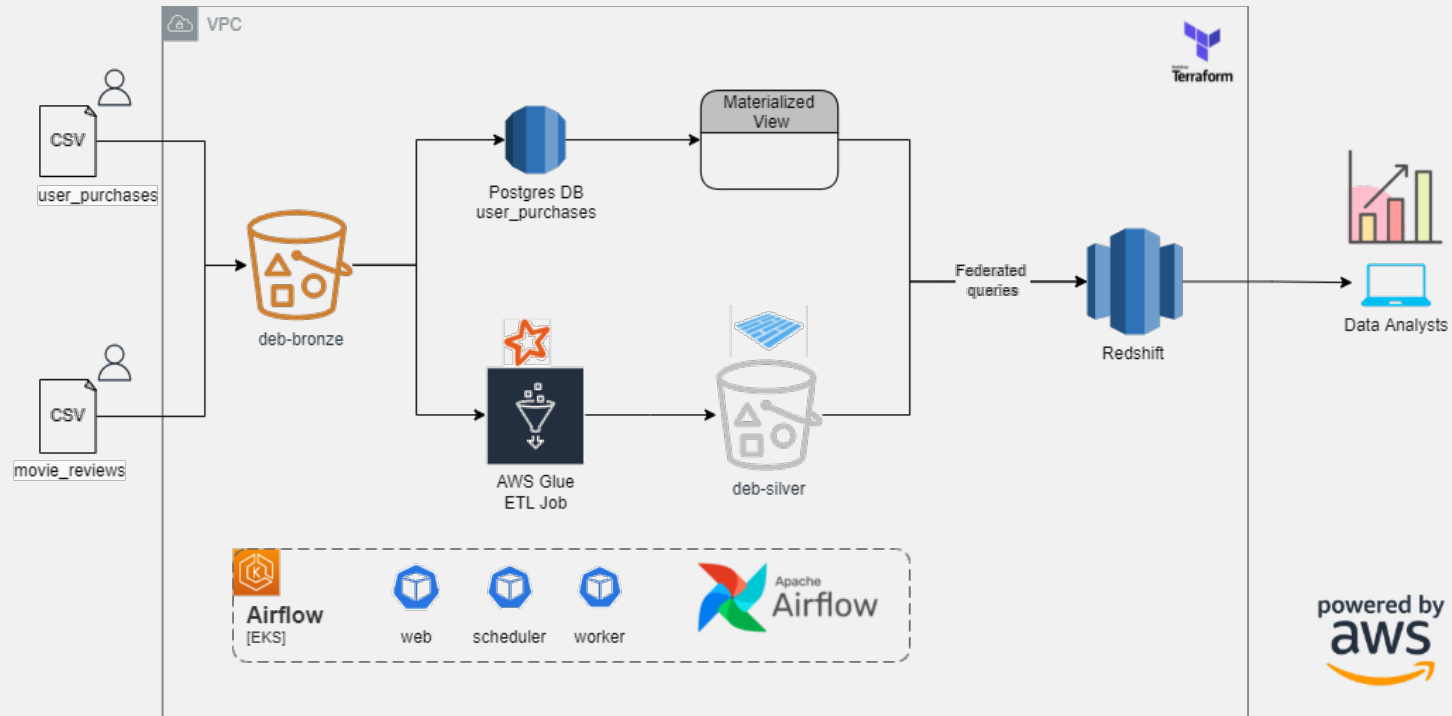 VPC
HashiCorp
Terraform
CSV
user_purchases
Materialized
View
Postgres DB
user_purchases
deb-bronze
Federated
queries
Redshift
Data Analysts
CSV
movie_reviews
AWS Glue
ETL Job
deb-silver
K
Airflow
[EKS]
web
scheduler
worker
Apache
Airflow
powered by
aws